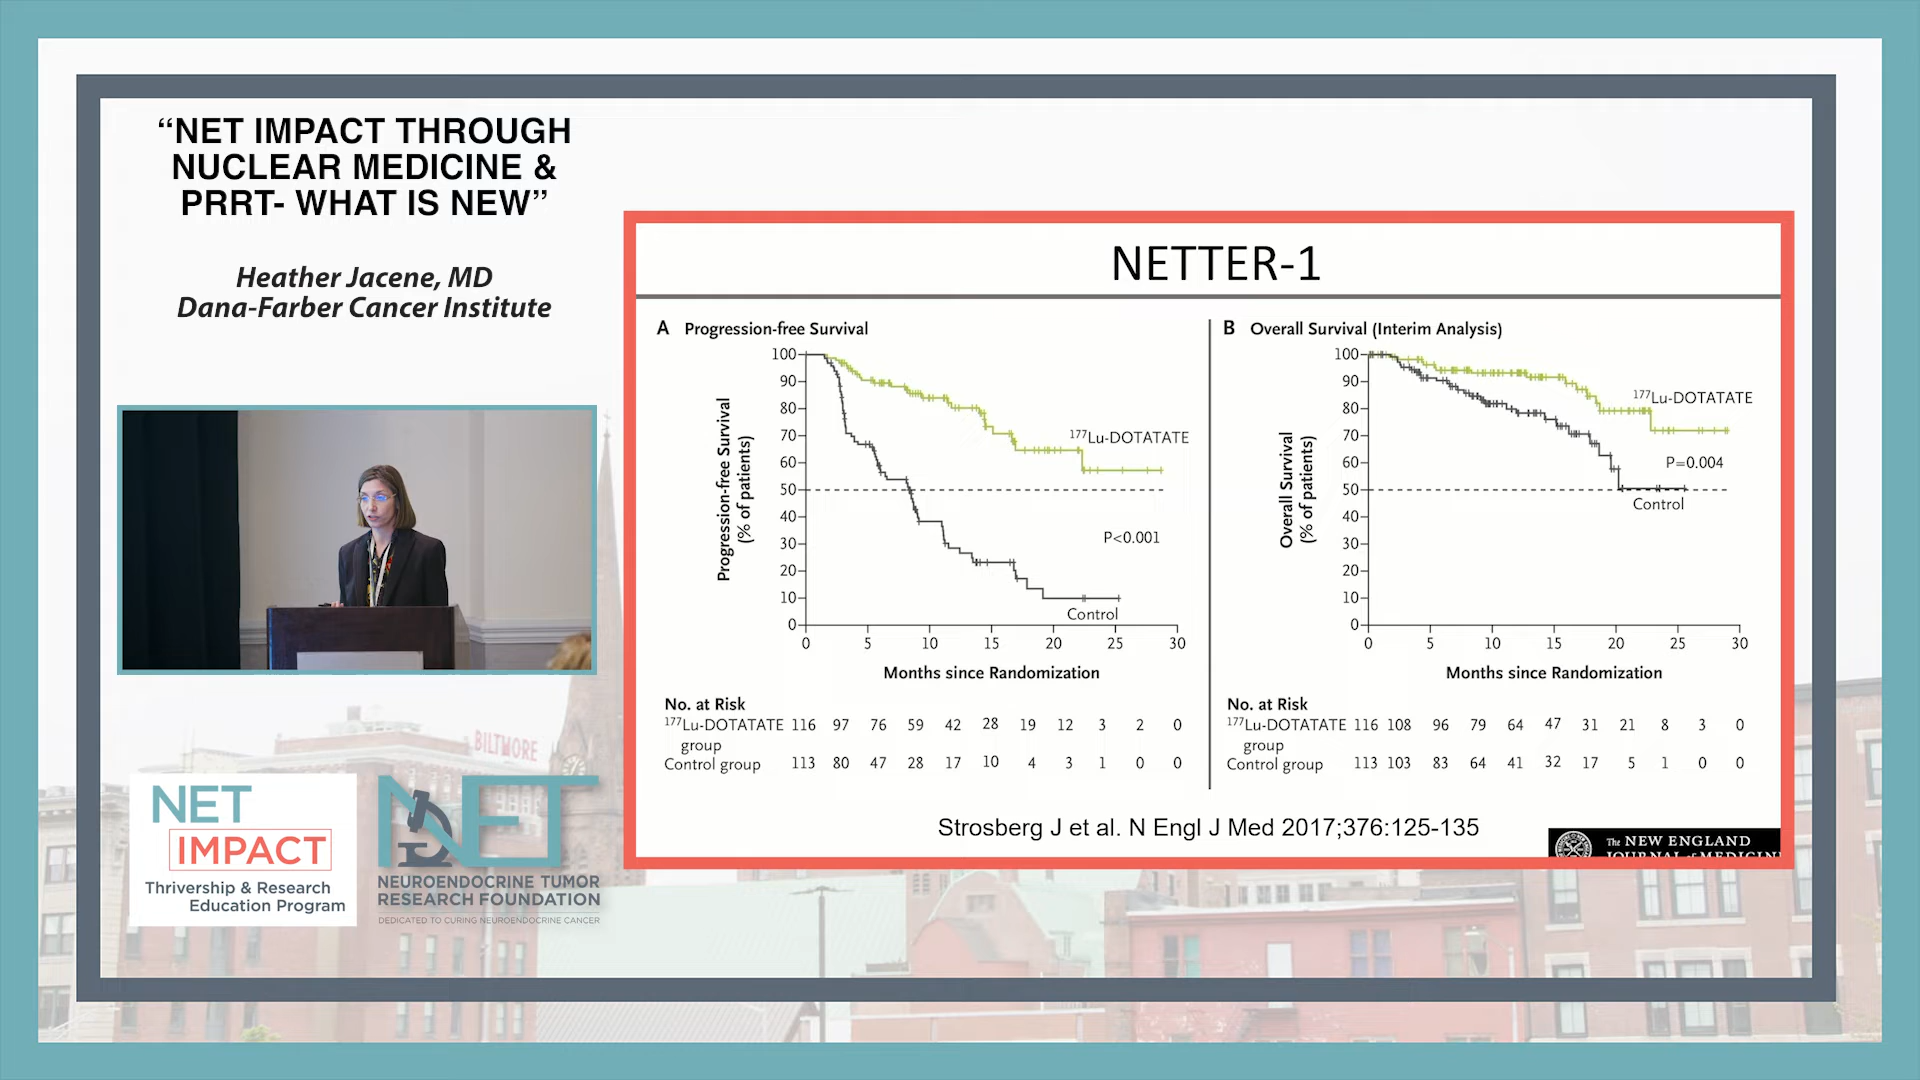 “NET IMPACT THROUGH
NUCLEAR MEDICINE &
PRRT- WHAT IS NEW”
Heather Jacene, MD
Dana-Farber Cancer Institute
NETTER-1
A Progression-free Survival
100
90
80
70
60
50
40
30
20
10
0
Progression-free Survival
(% of patients)
177Lu-DOTATATE
P<0.001
Control
0 5 10 15 20 25 30
Months since Randomization
No. at Risk
177Lu-DOTATATE 116 97 76 59 42 28 19 12 3 2 0
group
Control group 113 80 47 28 17 10 4 3 1 0 0
B Overall Survival (Interim Analysis)
100
90
80
70
60
50
40
30
20
10
0
Overall Survival
(% of patients)
177Lu-DOTATATE
P=0.004
Control
0 5 10 15 20 25 30
Months since Randomization
No. at Risk
177Lu-DOTATATE 116 108 96 79 64 47 31 21 8 3 0
group
Control group 113 103 83 64 41 32 17 5 1 0 0
Strosberg J et al. N Engl J Med 2017;376:125-135
The NEW ENGLAND
JOURNAL of MEDICINE
BILTMORE
NET
IMPACT
Thrivership & Research
Education Program
NET
NEUROENDOCRINE TUMOR
RESEARCH FOUNDATION
DEDICATED TO CURING NEUROENDOCRINE CANCER